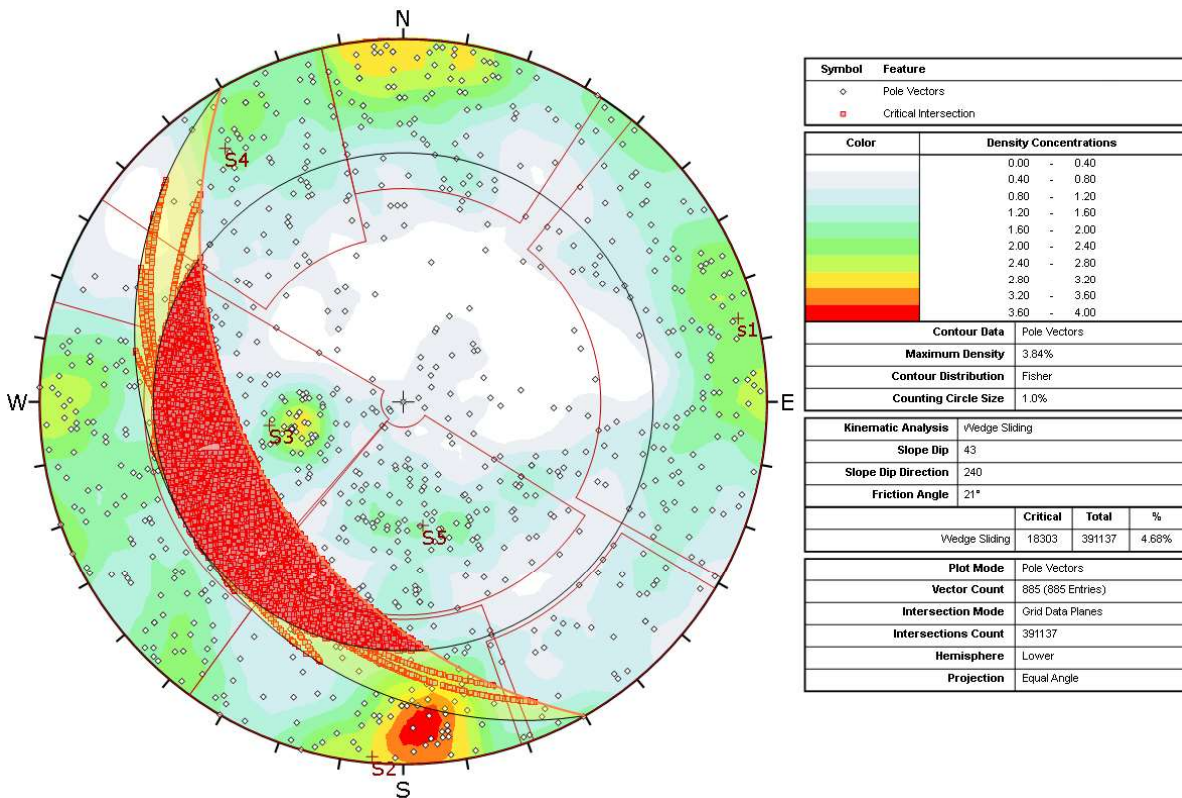 N
S4
s1
W
E
S3
S5
S2
S
Symbol Feature
Pole Vectors
Critical Intersection
Color Density Concentrations
0.00 - 0.40
0.40 - 0.80
0.80 - 1.20
1.20 - 1.60
1.60 - 2.00
2.00 - 2.40
2.40 - 2.80
2.80 - 3.20
3.20 - 3.60
3.60 - 4.00
Contour Data Pole Vectors
Maximum Density 3.84%
Contour Distribution Fisher
Counting Circle Size 1.0%
Kinematic Analysis Wedge Sliding
Slope Dip 43
Slope Dip Direction 240
Friction Angle 21°
Critical Total %
Wedge Sliding 18303 391137 4.68%
Plot Mode Pole Vectors
Vector Count 885 (885 Entries)
Intersection Mode Grid Data Planes
Intersections Count 391137
Hemisphere Lower
Projection Equal Angle